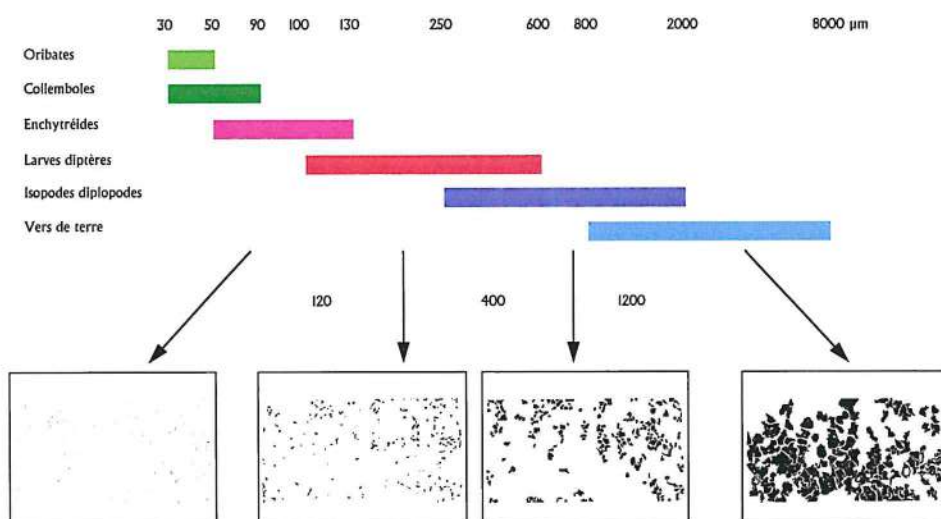 30 50 90 100 130 250 600 800 2000 8000 µm
Oribates
Collemboles
Enchytréides
Larves diptères
Isopodes diplopodes
Vers de terre
120 400 1200